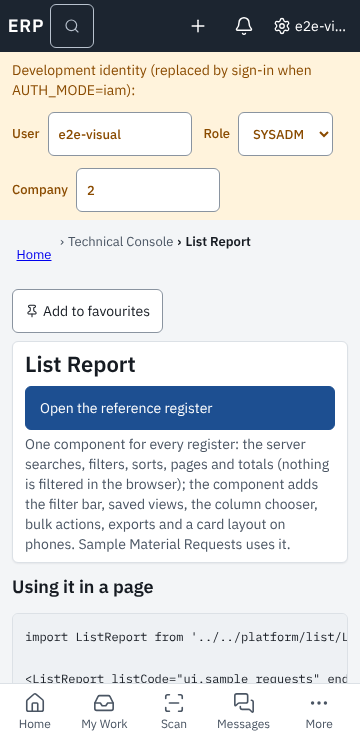 ERP
e2e-vi...
Development identity (replaced by sign-in when
AUTH_MODE=iam):
User e2e-visual Role SYSADM
Company 2
Home › Technical Console › List Report
Add to favourites
List Report
Open the reference register
One component for every register: the server
searches, filters, sorts, pages and totals (nothing
is filtered in the browser); the component adds
the filter bar, saved views, the column chooser,
bulk actions, exports and a card layout on
phones. Sample Material Requests uses it.
Using it in a page
import ListReport from '../../platform/list/L
<ListReport listCode="ui.sample_requests" end
Home My Work Scan Messages More